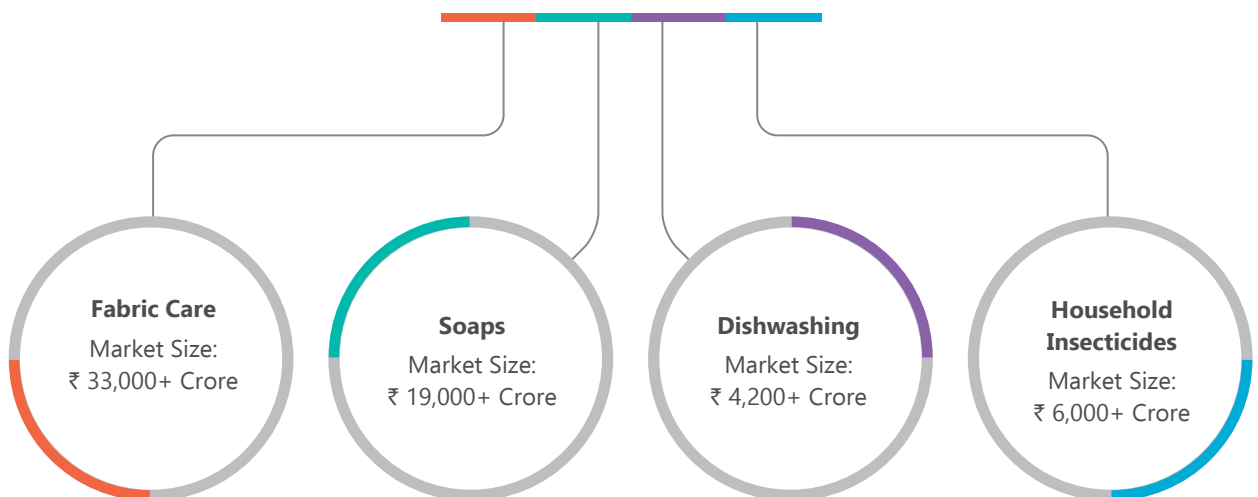 Fabric Care
Market Size:
₹ 33,000+ Crore
Soaps
Market Size:
₹ 19,000+ Crore
Dishwashing
Market Size:
₹ 4,200+ Crore
Household
Insecticides
Market Size:
₹ 6,000+ Crore